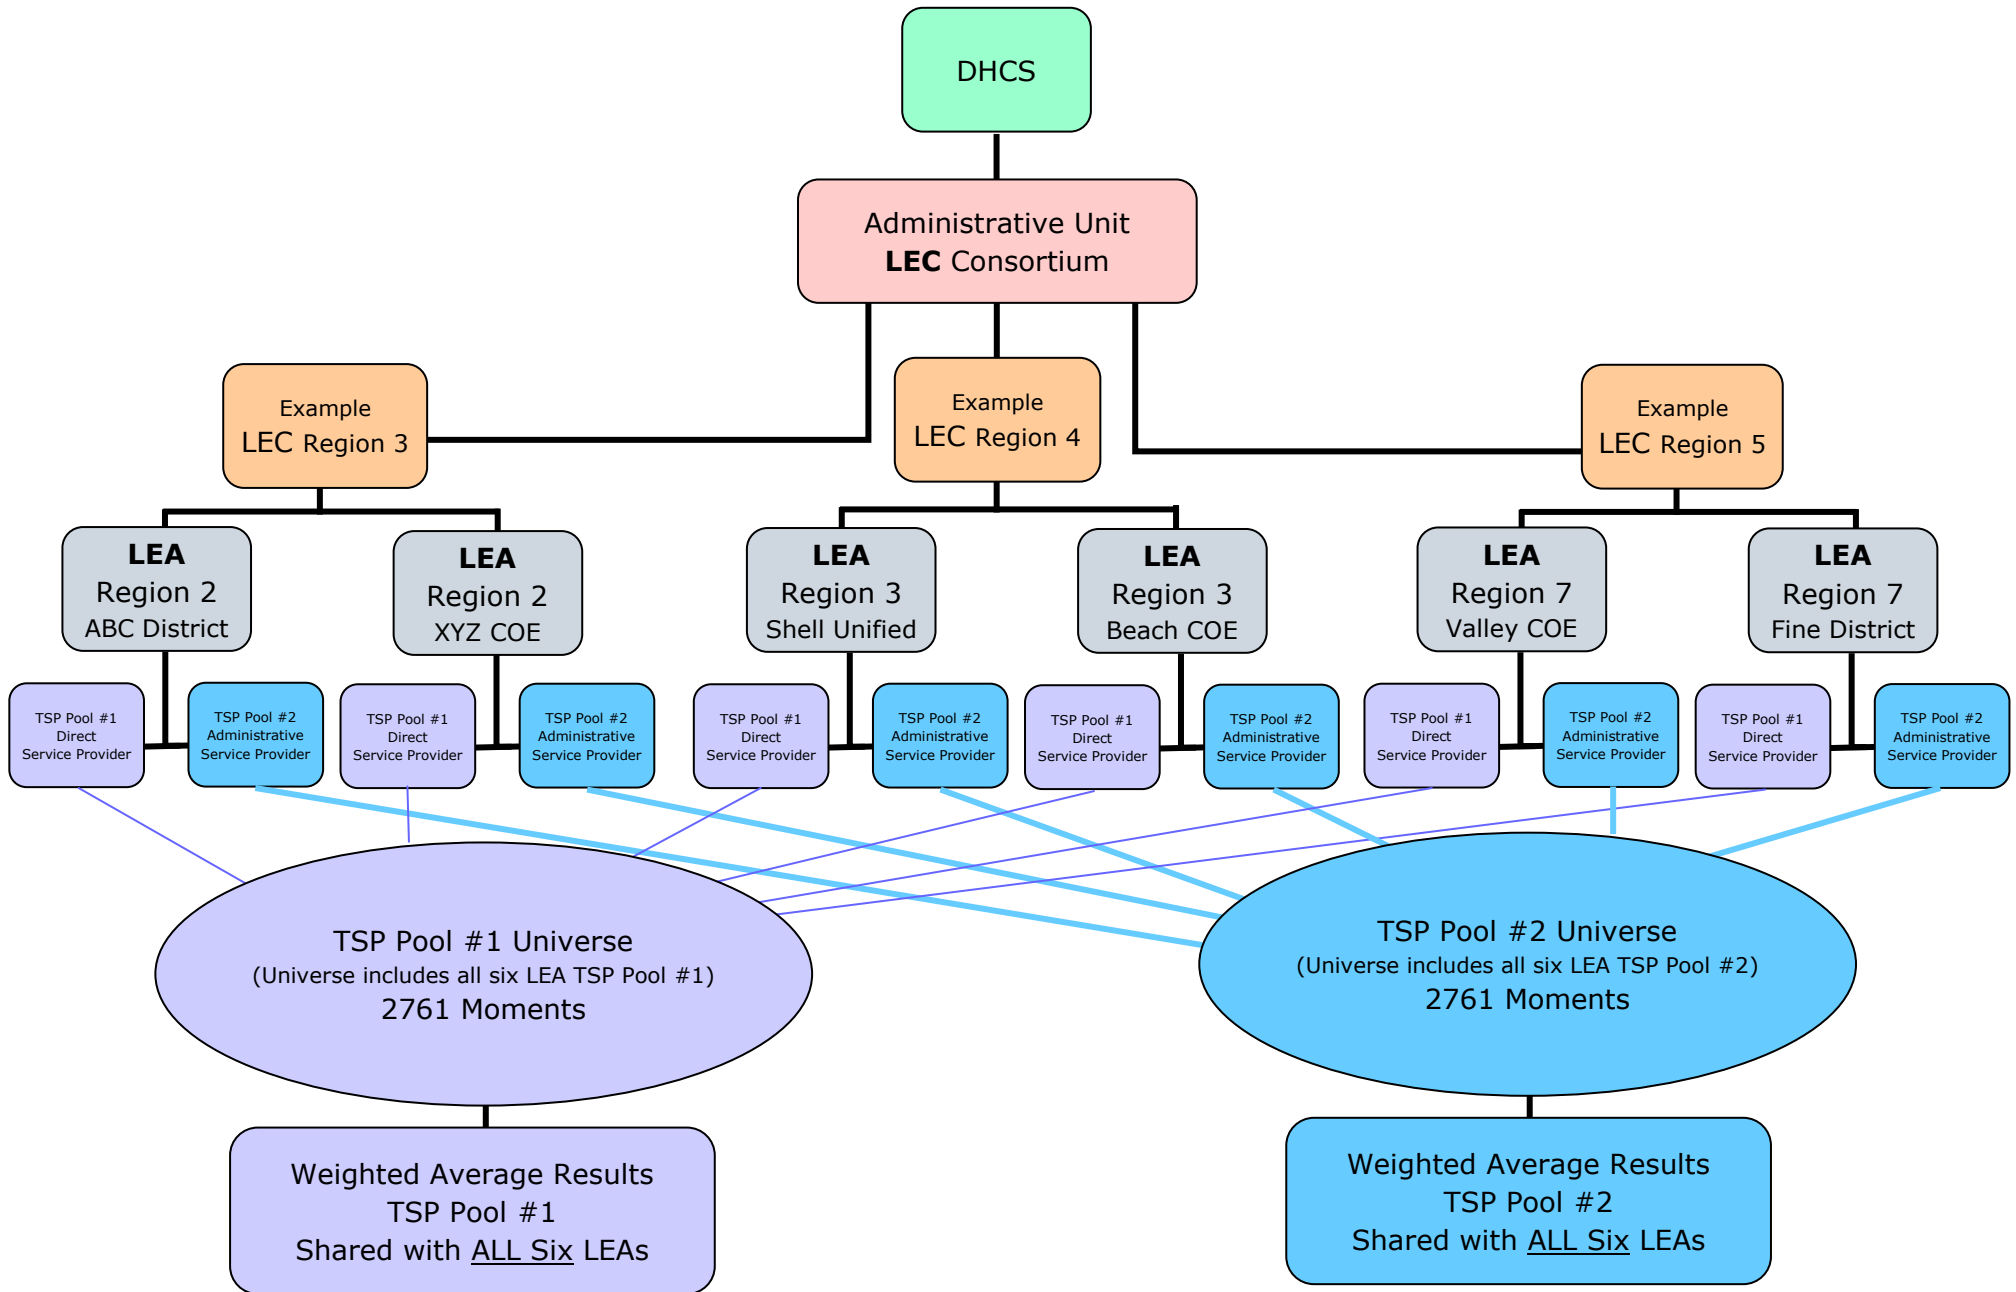 DHCS
Administrative Unit
LEC Consortium
Example
LEC Region 3
Example
LEC Region 4
Example
LEC Region 5
LEA
Region 2
ABC District
LEA
Region 2
XYZ COE
LEA
Region 3
Shell Unified
LEA
Region 3
Beach COE
LEA
Region 7
Valley COE
LEA
Region 7
Fine District
TSP Pool #1
Direct
Service Provider
TSP Pool #2
Administrative
Service Provider
TSP Pool #1
Direct
Service Provider
TSP Pool #2
Administrative
Service Provider
TSP Pool #1
Direct
Service Provider
TSP Pool #2
Administrative
Service Provider
TSP Pool #1
Direct
Service Provider
TSP Pool #2
Administrative
Service Provider
TSP Pool #1
Direct
Service Provider
TSP Pool #2
Administrative
Service Provider
TSP Pool #1
Direct
Service Provider
TSP Pool #2
Administrative
Service Provider
TSP Pool #1 Universe
(Universe includes all six LEA TSP Pool #1)
2761 Moments
TSP Pool #2 Universe
(Universe includes all six LEA TSP Pool #2)
2761 Moments
Weighted Average Results
TSP Pool #1
Shared with ALL Six LEAs
Weighted Average Results
TSP Pool #2
Shared with ALL Six LEAs